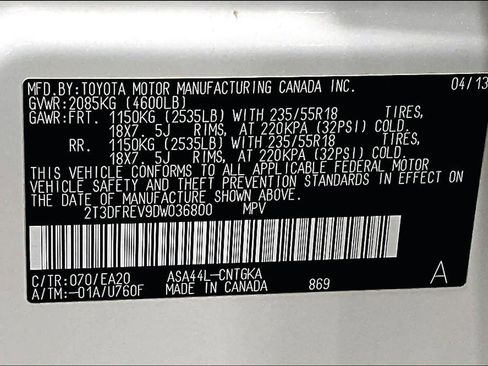 MFD.BY:TOYOTA MOTOR MANUFACTURING CANADA INC. 04/13
GVWR:2085KG (4600LB)
GAWR:FRT. 1150KG (2535LB) WITH 235/55R18 TIRES,
18X7. 5J RIMS, AT 220KPA (32PSI) COLD.
RR. 1150KG (2535LB) WITH 235/55R18 TIRES,
18X7. 5J RIMS, AT 220KPA (32PSI) COLD.
THIS VEHICLE CONFORMS TO ALL APPLICABLE FEDERAL MOTOR
VEHICLE SAFETY AND THEFT PREVENTION STANDARDS IN EFFECT ON
THE DATE OF MANUFACTURE SHOWN ABOVE.
2T3DFREV9DW036800 MPV
C/TR:070/EA20 ASA44L-CNTGKA A
A/TM:-01A/U760F MADE IN CANADA 869